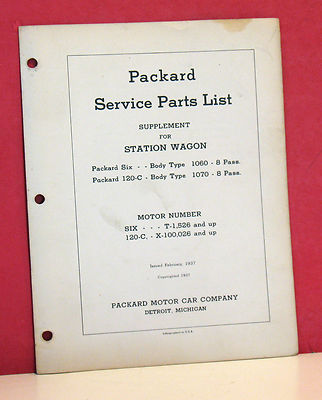 Packard
Service Parts List
SUPPLEMENT
FOR
STATION WAGON
Packard Six - - Body Type 1060 - 8 Pass.
Packard 120-C - Body Type 1070 - 8 Pass.
MOTOR NUMBER
SIX - - - T-1,526 and up
120-C, - X-100,026 and up
Issued February, 1937
Copyrighted 1937
PACKARD MOTOR CAR COMPANY
DETROIT, MICHIGAN
Lithographed in U.S.A.